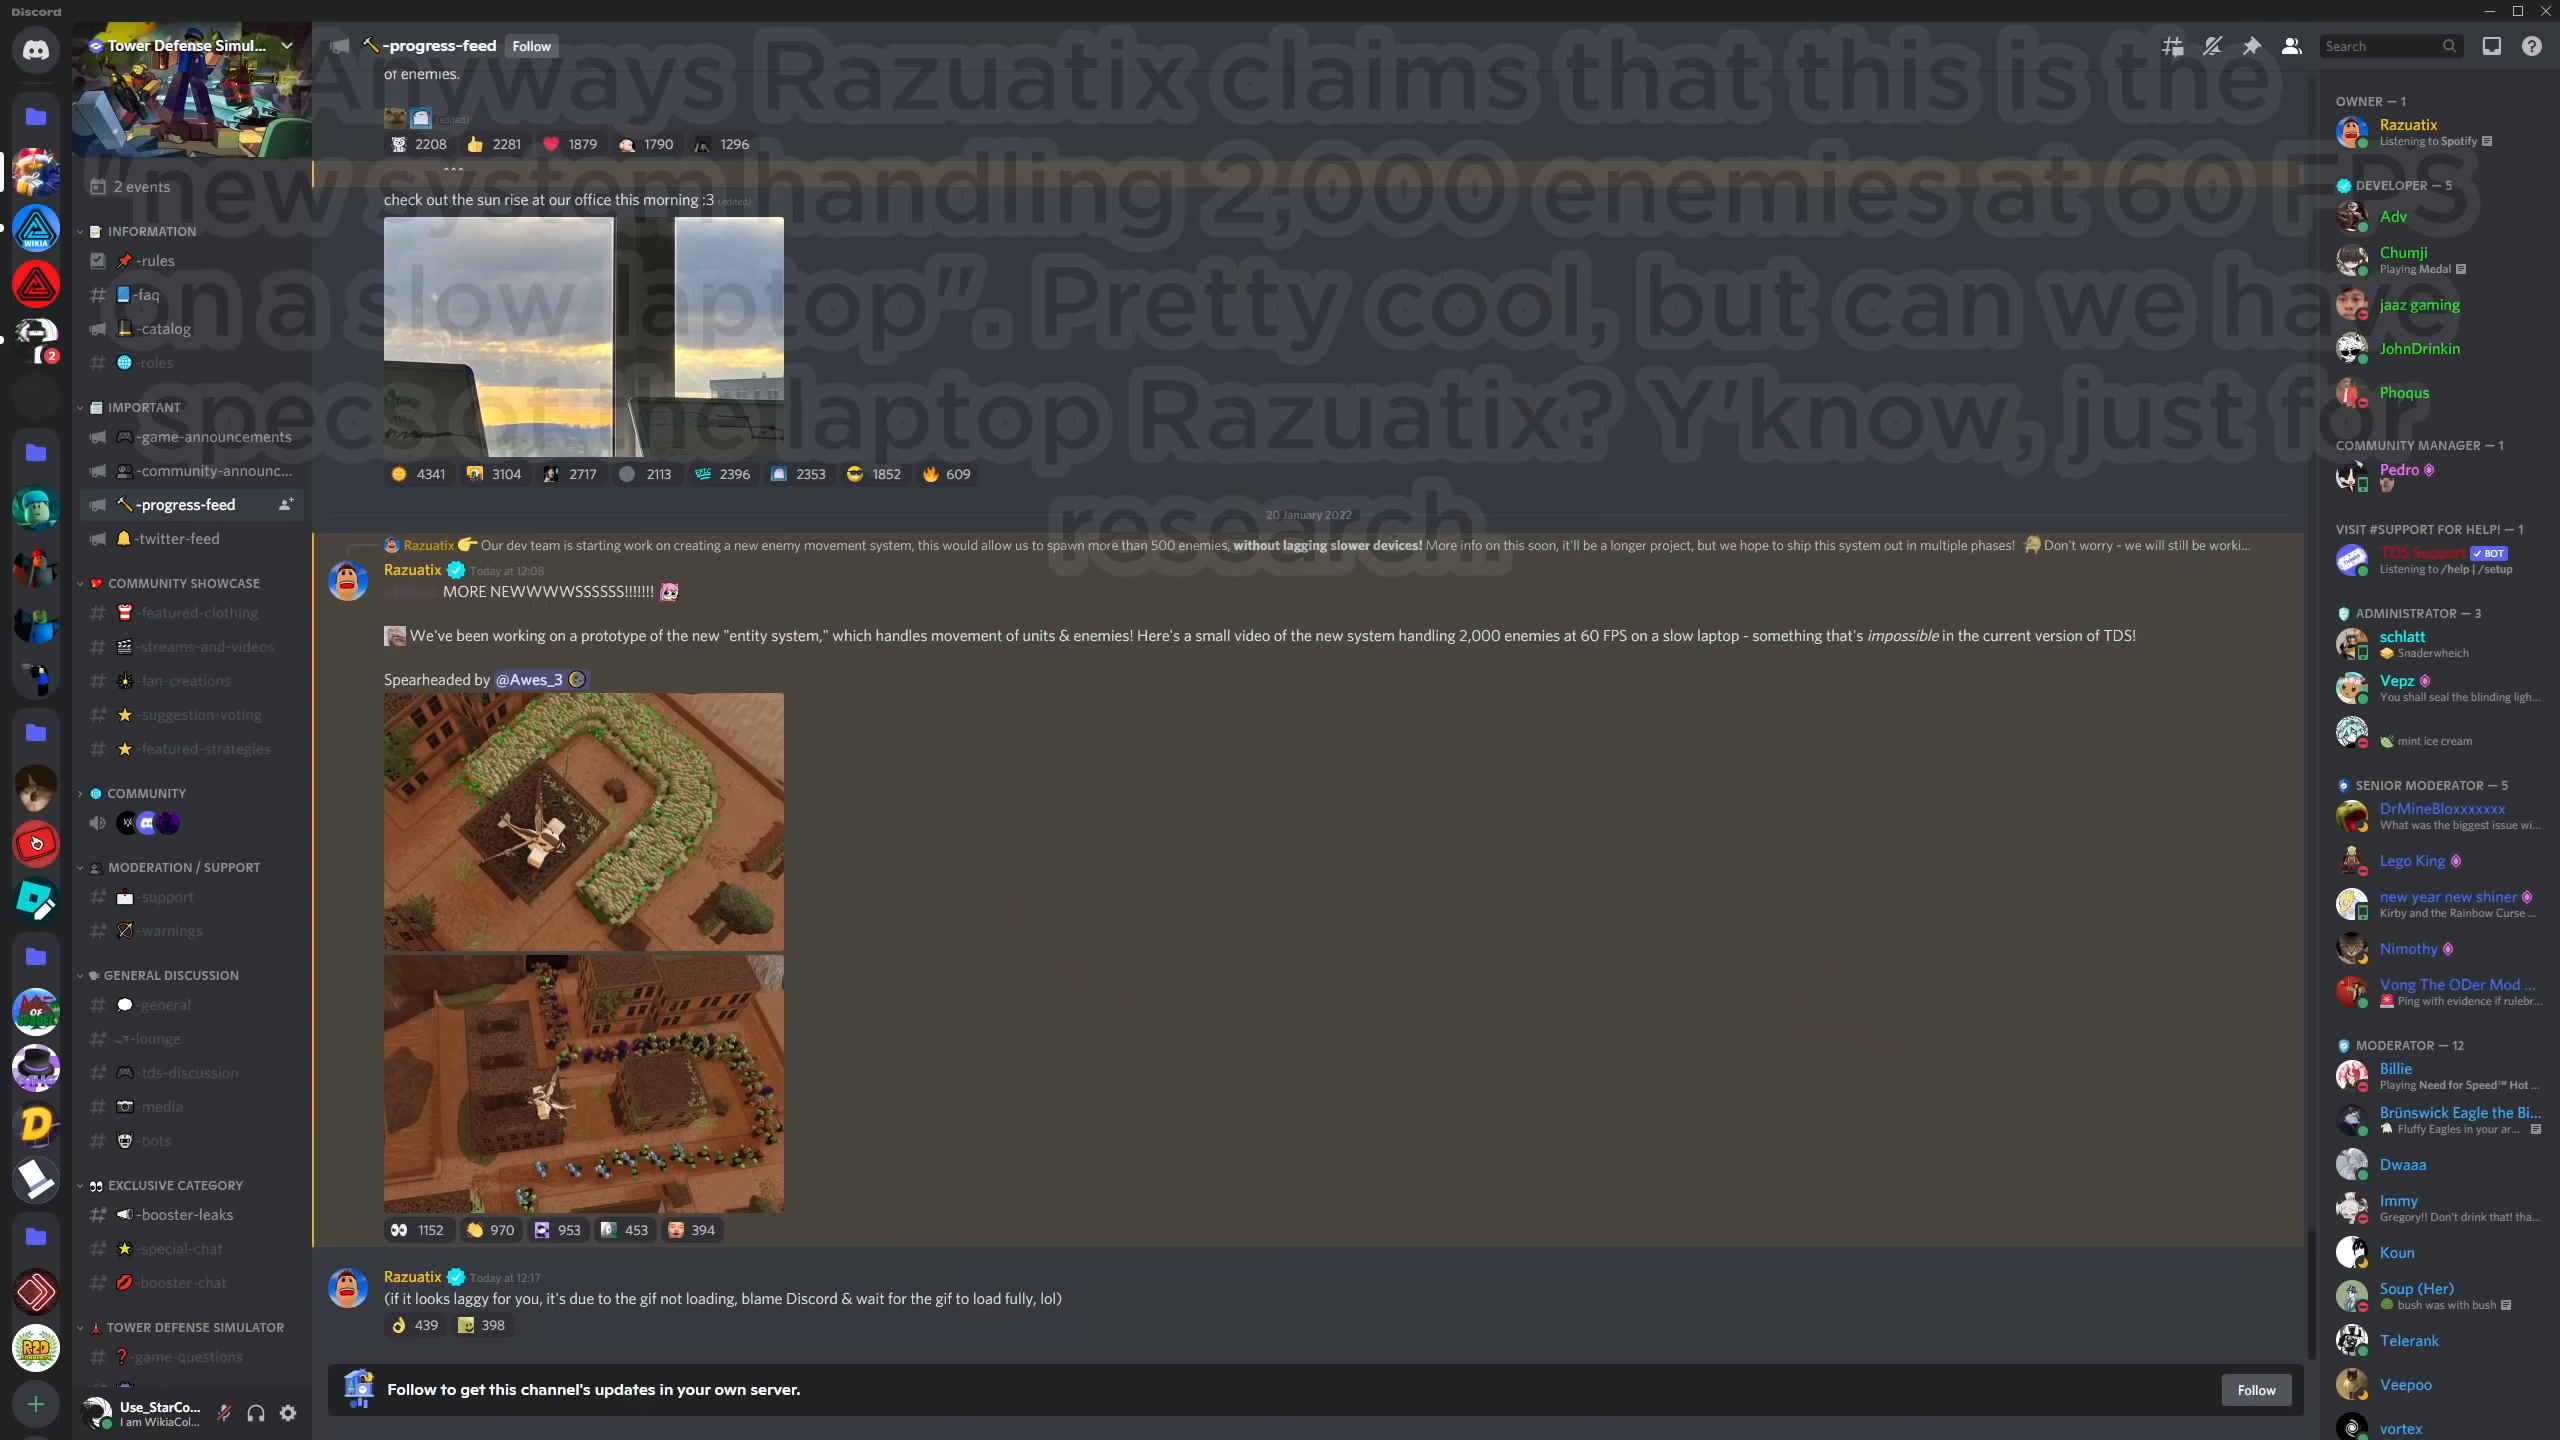 Discord
Tower Defense Simul...
2 events
INFORMATION
-rules
-faq
-catalog
-roles
IMPORTANT
-game-announcements
-community-announc...
-progress-feed
-twitter-feed
COMMUNITY SHOWCASE
-featured-clothing
-streams-and-videos
-fan-creations
-suggestion-voting
-featured-strategies
COMMUNITY
MODERATION / SUPPORT
-support
-warnings
GENERAL DISCUSSION
-general
-lounge
-tds-discussion
-media
-bots
EXCLUSIVE CATEGORY
-booster-leaks
-special-chat
-booster-chat
TOWER DEFENSE SIMULATOR
-game-questions
Use_StarCo...
I am WikiaCol...
WIKIA
2
AGE OF
R2D
-progress-feed Follow
Search
Anyways Razuatix claims that this is the
"new system handling 2,000 enemies at 60 FPS
on a slow laptop". Pretty cool, but can we have
specs of the laptop Razuatix? Y'know, just for
research.
of enemies.
(edited)
2208 2281 1879 1790 1296
check out the sun rise at our office this morning :3 (edited)
4341 3104 2717 2113 2396 2353 1852 609
20 January 2022
Razuatix Our dev team is starting work on creating a new enemy movement system, this would allow us to spawn more than 500 enemies, without lagging slower devices! More info on this soon, it'll be a longer project, but we hope to ship this system out in multiple phases! Don't worry - we will still be worki...
Razuatix Today at 12:08
MORE NEWWWWSSSSSS!!!!!!!
We've been working on a prototype of the new "entity system," which handles movement of units & enemies! Here's a small video of the new system handling 2,000 enemies at 60 FPS on a slow laptop - something that's impossible in the current version of TDS!
Spearheaded by @Awes_3
1152 970 953 453 394
Razuatix Today at 12:17
(if it looks laggy for you, it's due to the gif not loading, blame Discord & wait for the gif to load fully, lol)
439 398
Follow to get this channel's updates in your own server.
Follow
OWNER — 1
Razuatix
Listening to Spotify
DEVELOPER — 5
Adv
Chumji
Playing Medal
jaaz gaming
JohnDrinkin
Phoqus
COMMUNITY MANAGER — 1
Pedro
VISIT #SUPPORT FOR HELP! — 1
TDS Support BOT
Listening to /help | /setup
ADMINISTRATOR — 3
schlatt
Snaderwheich
Vepz
You shall seal the blinding ligh...
mint ice cream
SENIOR MODERATOR — 5
DrMineBloxxxxxxx
What was the biggest issue wi...
Lego King
new year new shiner
Kirby and the Rainbow Curse ...
Nimothy
Vong The ODer Mod ...
Ping with evidence if rulebr...
MODERATOR — 12
Billie
Playing Need for Speed™ Hot ...
Brünswick Eagle the Bi...
Fluffy Eagles in your ar...
Dwaaa
Immy
Gregory!! Don't drink that! tha...
Koun
Soup (Her)
bush was with bush
Telerank
Veepoo
vortex